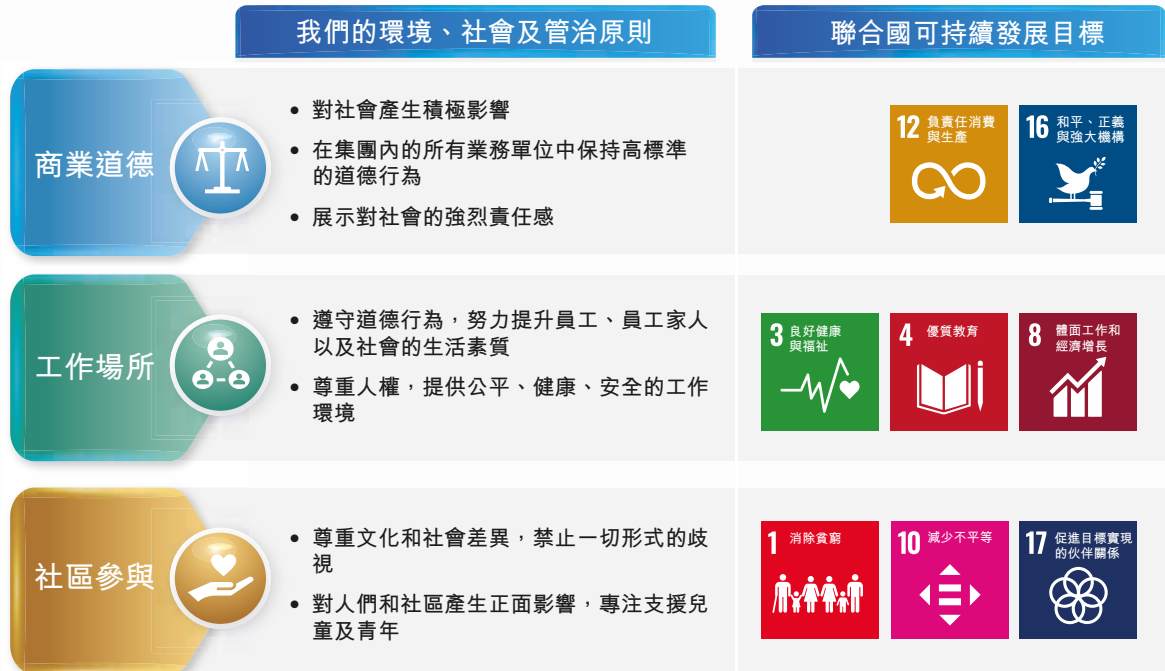 我們的環境、社會及管治原則
聯合國可持續發展目標
商業道德
• 對社會產生積極影響
• 在集團內的所有業務單位中保持高標準
的道德行為
• 展示對社會的強烈責任感
12 負責任消費
與生產
16 和平、正義
與強大機構
工作場所
• 遵守道德行為，努力提升員工、員工家人
以及社會的生活素質
• 尊重人權，提供公平、健康、安全的工作
環境
3 良好健康
與福祉
4 優質教育
8 體面工作和
經濟增長
社區參與
• 尊重文化和社會差異，禁止一切形式的歧
視
• 對人們和社區產生正面影響，專注支援兒
童及青年
1 消除貧窮
10 減少不平等
17 促進目標實現
的伙伴關係